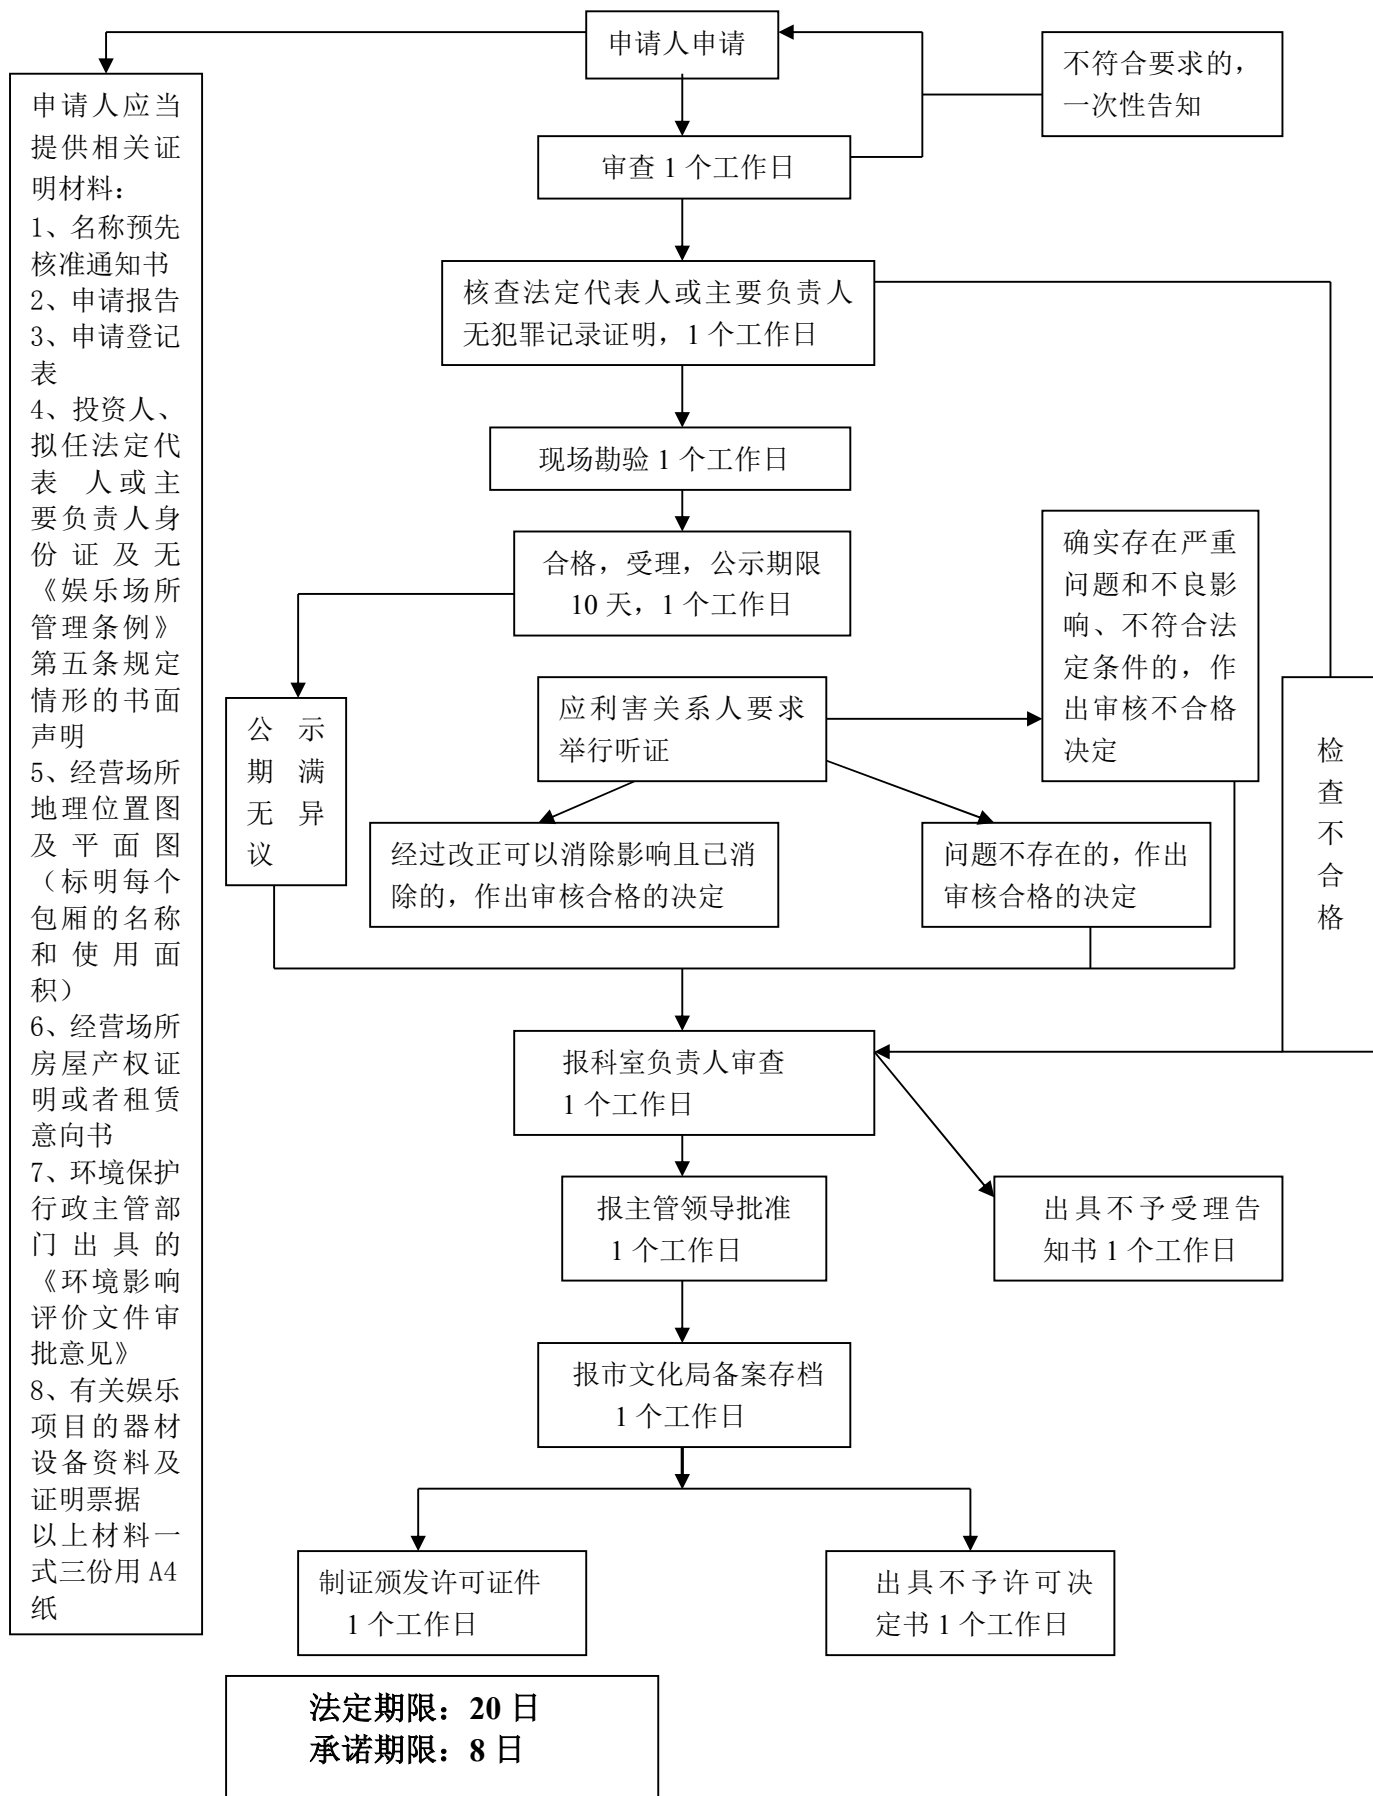 申请人申请
不符合要求的，
一次性告知
申请人应当
提供相关证
明材料：
1、名称预先
核准通知书
2、申请报告
3、申请登记
表
4、投资人、
拟任法定代
表 人或主
要负责人身
份证及无
《娱乐场所
管理条例》
第五条规定
情形的书面
声明
5、经营场所
地理位置图
及平面图
（标明每个
包厢的名称
和使用面
积）
6、经营场所
房屋产权证
明或者租赁
意向书
7、环境保护
行政主管部
门出具的
《环境影响
评价文件审
批意见》
8、有关娱乐
项目的器材
设备资料及
证明票据
以上材料一
式三份用 A4
纸
审查 1 个工作日
核查法定代表人或主要负责人
无犯罪记录证明，1 个工作日
现场勘验 1 个工作日
合格，受理，公示期限
10 天，1 个工作日
确实存在严重
问题和不良影
响、不符合法
定条件的，作
出审核不合格
决定
公示
期满
无异
议
应利害关系人要求
举行听证
检
查
不
合
格
经过改正可以消除影响且已消
除的，作出审核合格的决定
问题不存在的，作出
审核合格的决定
报科室负责人审查
1 个工作日
报主管领导批准
1 个工作日
出具不予受理告
知书 1 个工作日
报市文化局备案存档
1 个工作日
制证颁发许可证件
1 个工作日
出具不予许可决
定书 1 个工作日
法定期限：20 日
承诺期限：8 日